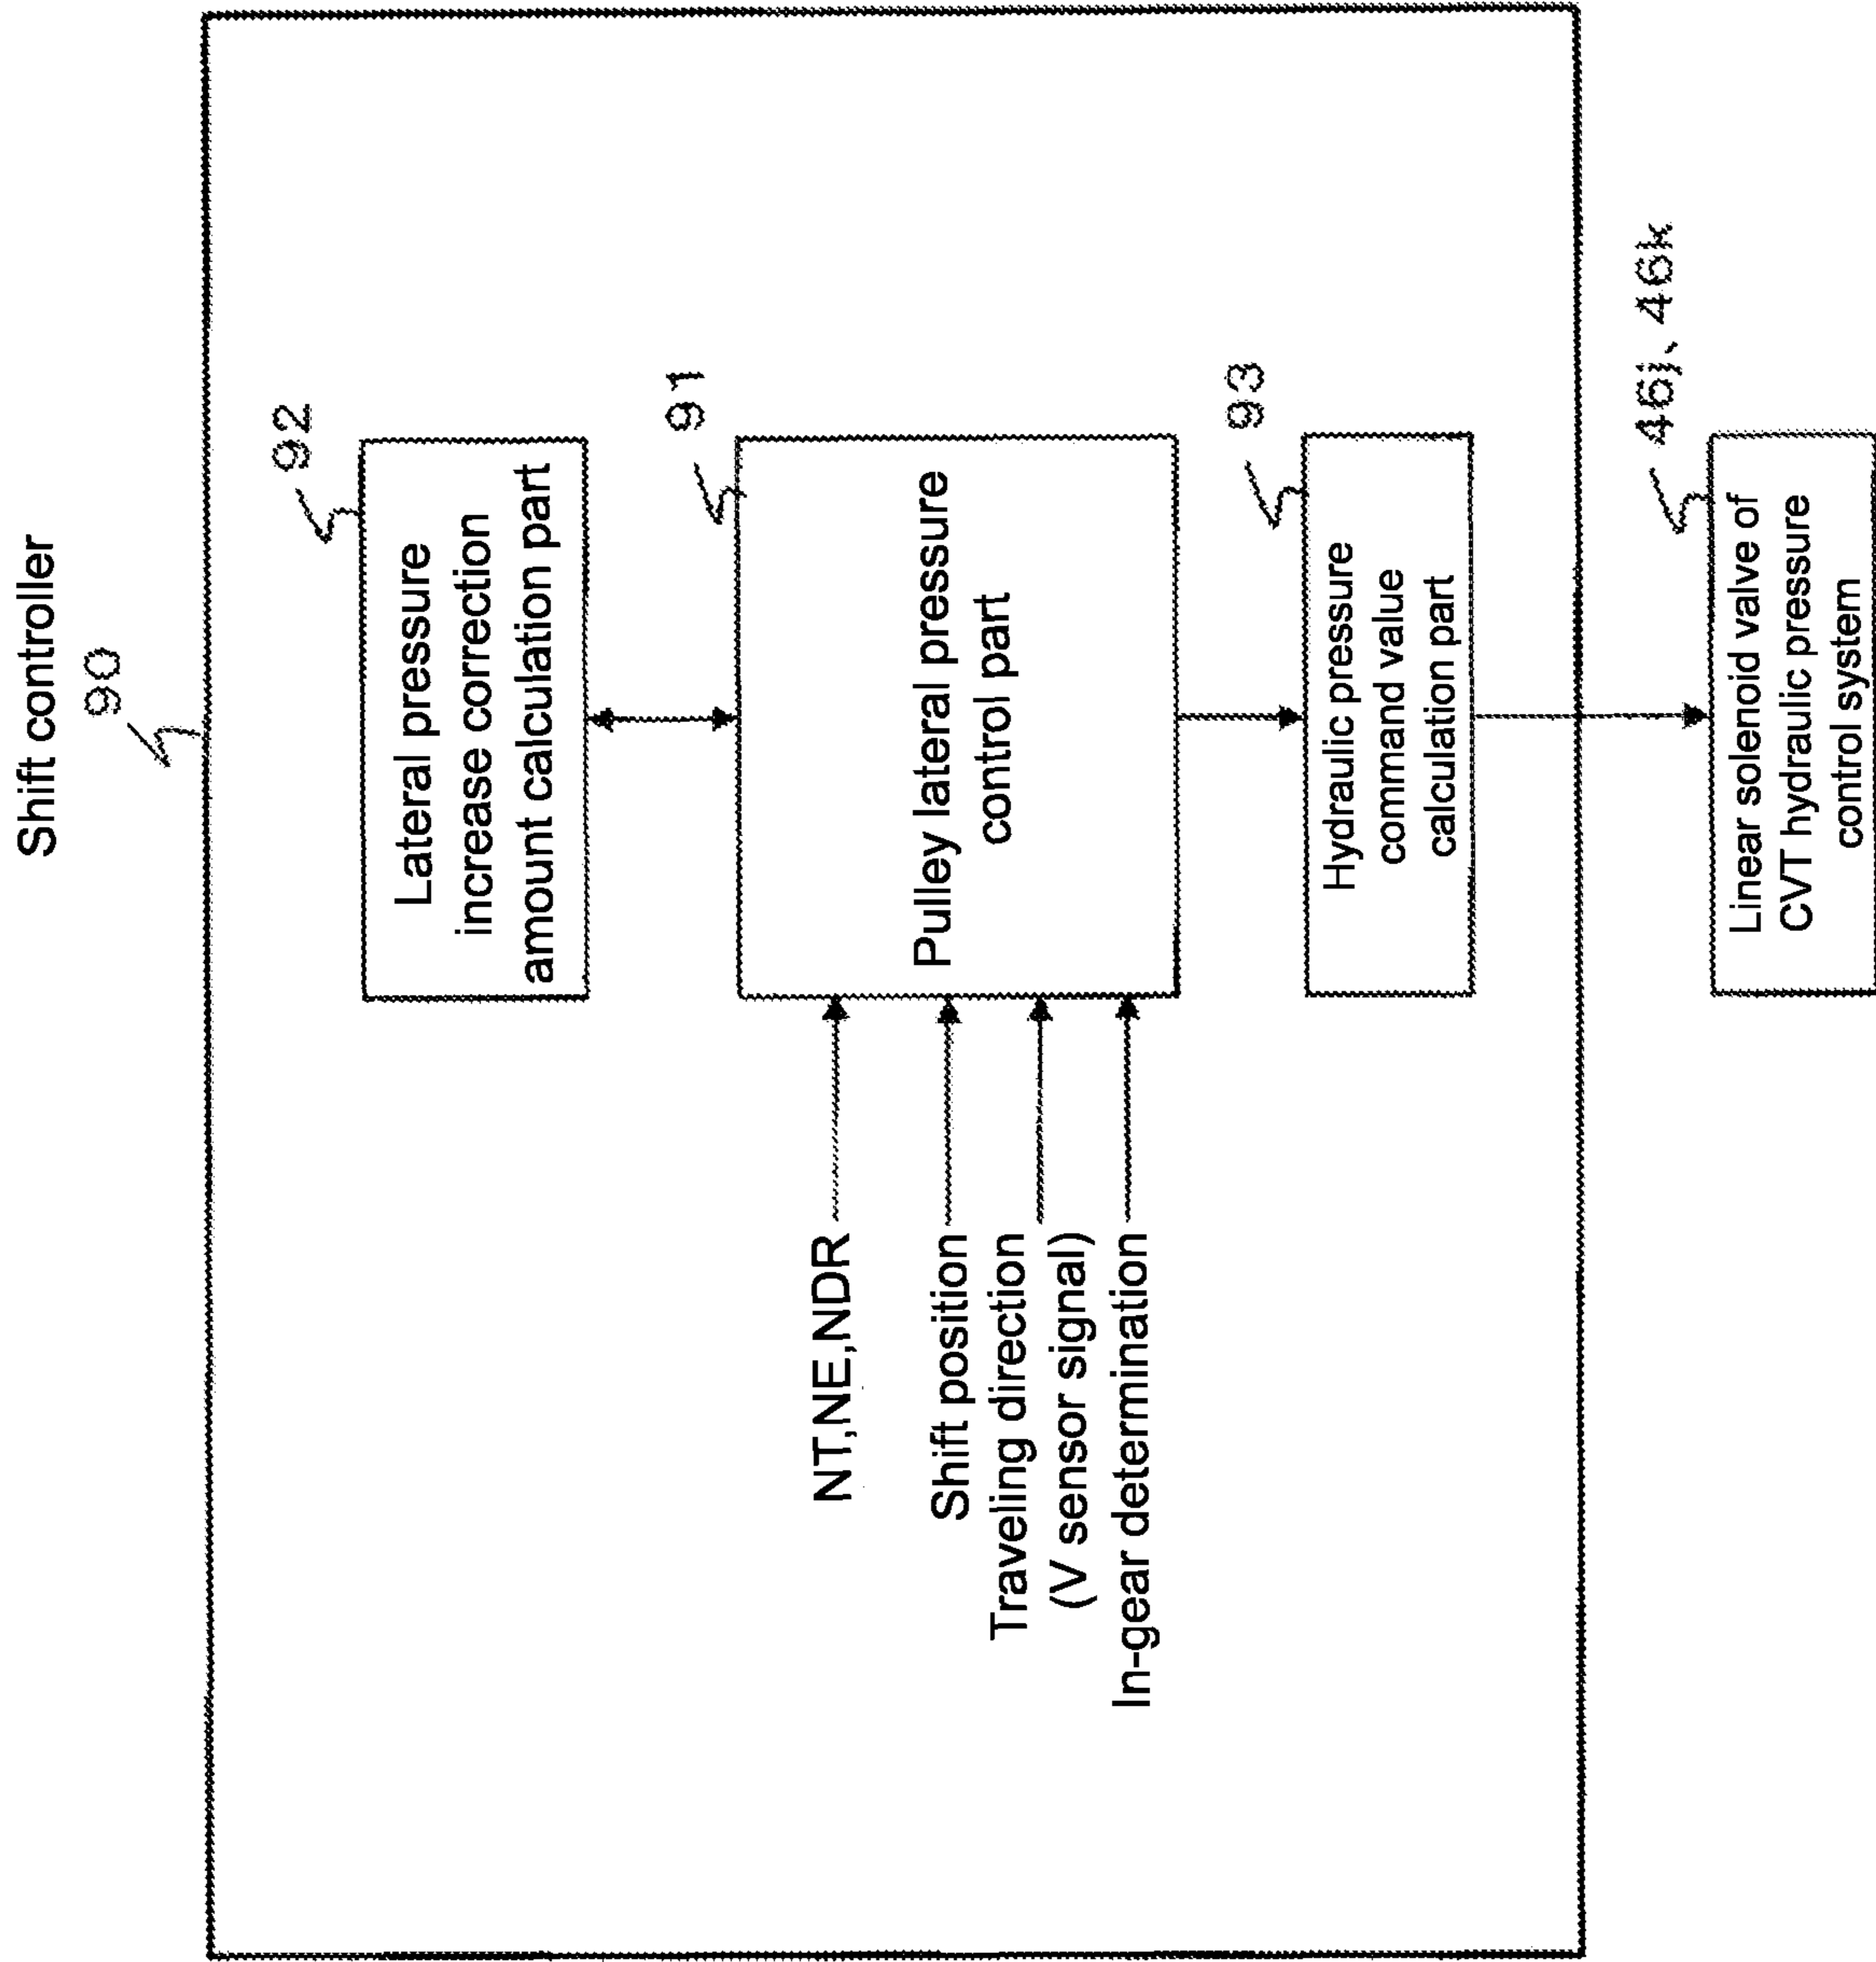 Shift controller
90
92
Lateral pressure
increase correction
amount calculation part
91
Pulley lateral pressure
control part
NT,NE,NDR
Shift position
Traveling direction
(V sensor signal)
In-gear determination
93
Hydraulic pressure
command value
calculation part
46j、46k
Linear solenoid valve of
CVT hydraulic pressure
control system